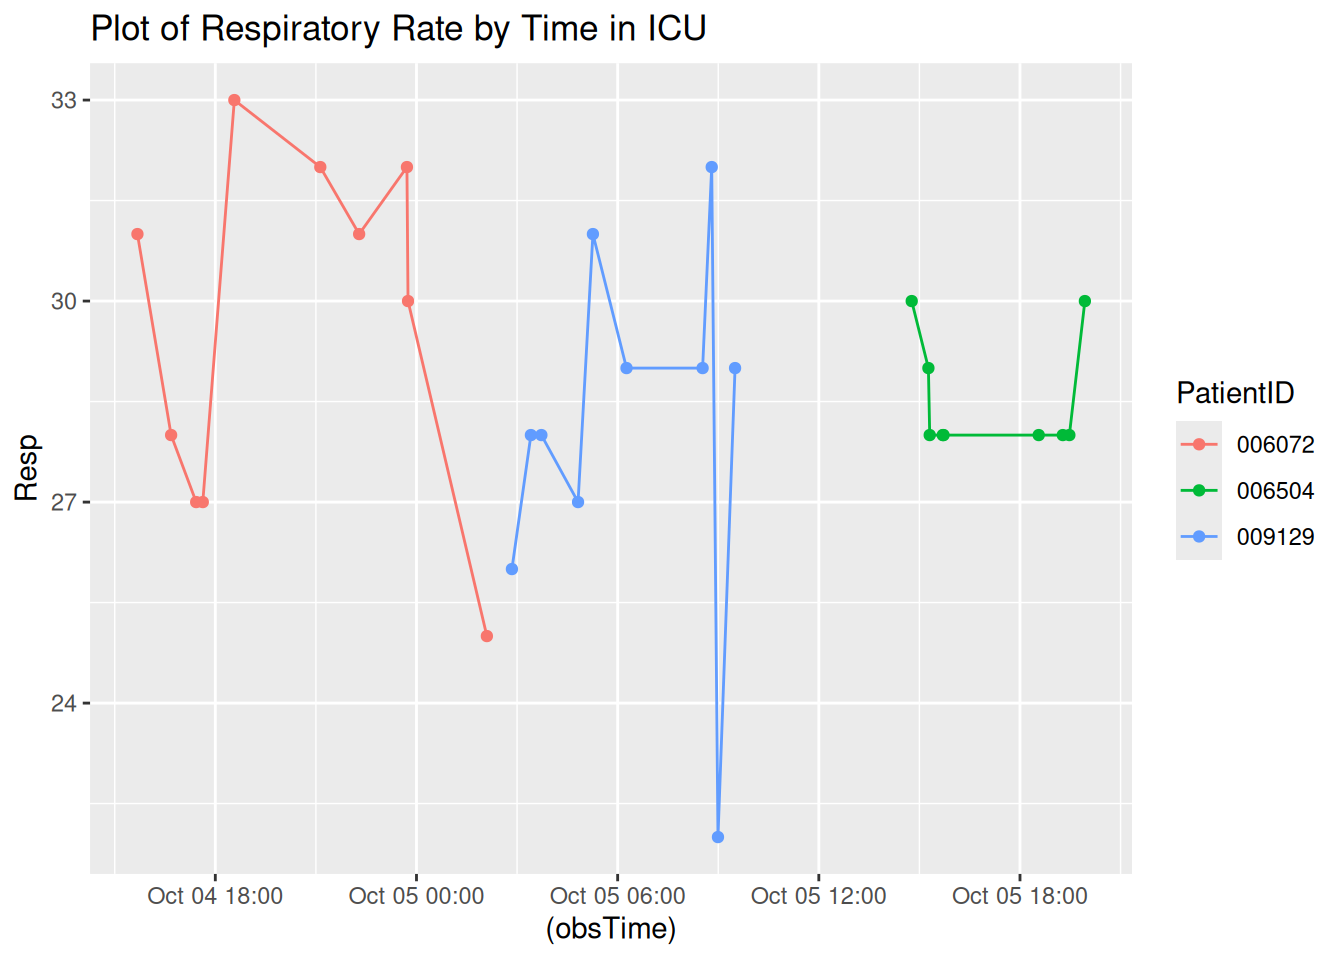 Plot of Respiratory Rate by Time in ICU
33
30
27
24
Resp
Oct 04 18:00
Oct 05 00:00
Oct 05 06:00
Oct 05 12:00
Oct 05 18:00
(obsTime)
PatientID
006072
006504
009129